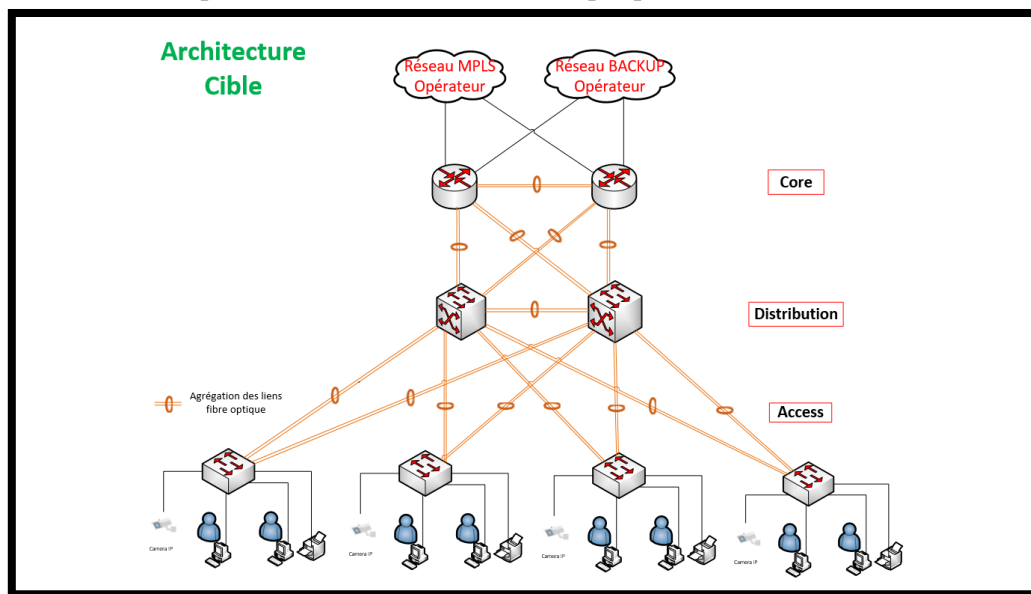 Architecture
Cible
Réseau MPLS
Opérateur
Réseau BACKUP
Opérateur
Core
Distribution
Agrégation des liens
fibre optique
Access
Camera IP
Camera IP
Camera IP
Camera IP